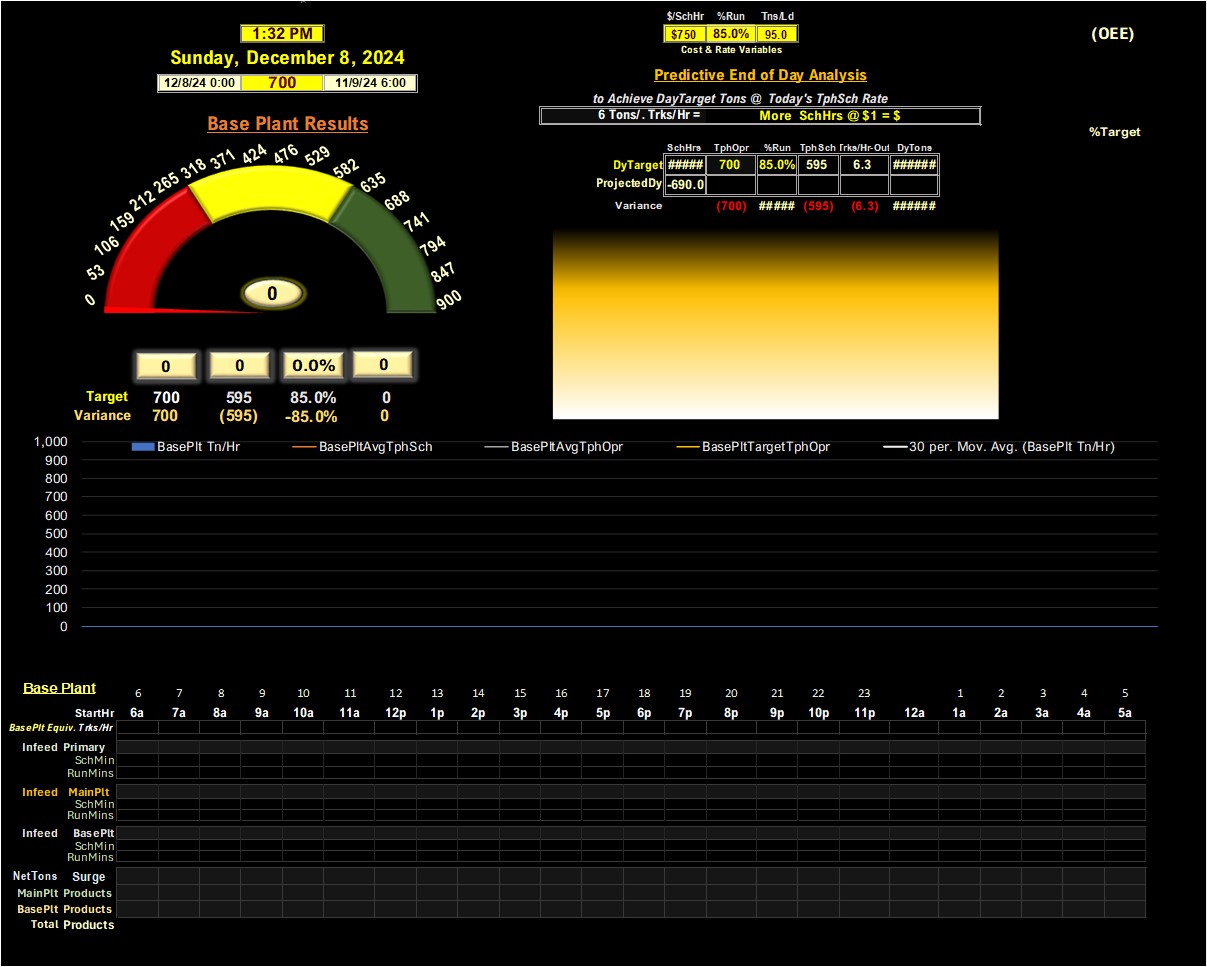 1:32 PM
Sunday, December 8, 2024
12/8/24 0:00 700 11/9/24 6:00
Base Plant Results
0 53 106 159 212 265 318 371 424 476 529 582 635 688 741 794 847 900
0
0 0 0.0% 0
Target 700 595 85.0% 0
Variance 700 (595) -85.0% 0
$/SchHr %Run Tns/Ld
$750 85.0% 95.0
Cost & Rate Variables
Predictive End of Day Analysis
to Achieve DayTarget Tons @ Today's TphSch Rate
6 Tons/. Trks/Hr = More SchHrs @ $1 = $
SchHrs TphOpr %Run TphSch Trks/Hr-Out DyTons
DyTarget ##### 700 85.0% 595 6.3 ######
ProjectedDy -690.0
Variance (700) ##### (595) (6.3) ######
(OEE)
%Target
BasePlt Tn/Hr BasePltAvgTphSch BasePltAvgTphOpr BasePltTargetTphOpr 30 per. Mov. Avg. (BasePlt Tn/Hr)
1,000
900
800
700
600
500
400
300
200
100
0
Base Plant 6 7 8 9 10 11 12 13 14 15 16 17 18 19 20 21 22 23 1 2 3 4 5
StartHr 6a 7a 8a 9a 10a 11a 12p 1p 2p 3p 4p 5p 6p 7p 8p 9p 10p 11p 12a 1a 2a 3a 4a 5a
BasePlt Equiv. Trks/Hr
Infeed Primary
SchMin
RunMins
Infeed MainPlt
SchMin
RunMins
Infeed BasePlt
SchMin
RunMins
NetTons Surge
MainPlt Products
BasePlt Products
Total Products